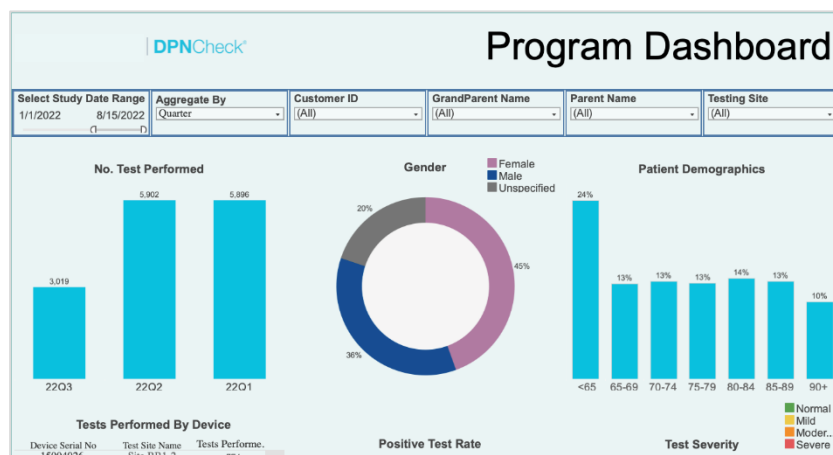 DPNCheck®
Program Dashboard
Select Study Date Range
1/1/2022 8/15/2022
Aggregate By
Quarter
Customer ID
(All)
GrandParent Name
(All)
Parent Name
(All)
Testing Site
(All)
No. Test Performed
3,019
5,902
5,896
22Q3 22Q2 22Q1
Gender
Female
Male
Unspecified
20%
45%
36%
Patient Demographics
24%
13%
13%
13%
14%
13%
10%
<65 65-69 70-74 75-79 80-84 85-89 90+
Tests Performed By Device
Device Serial No Test Site Name Tests Performe.
Positive Test Rate
Test Severity
Normal
Mild
Moder..
Severe